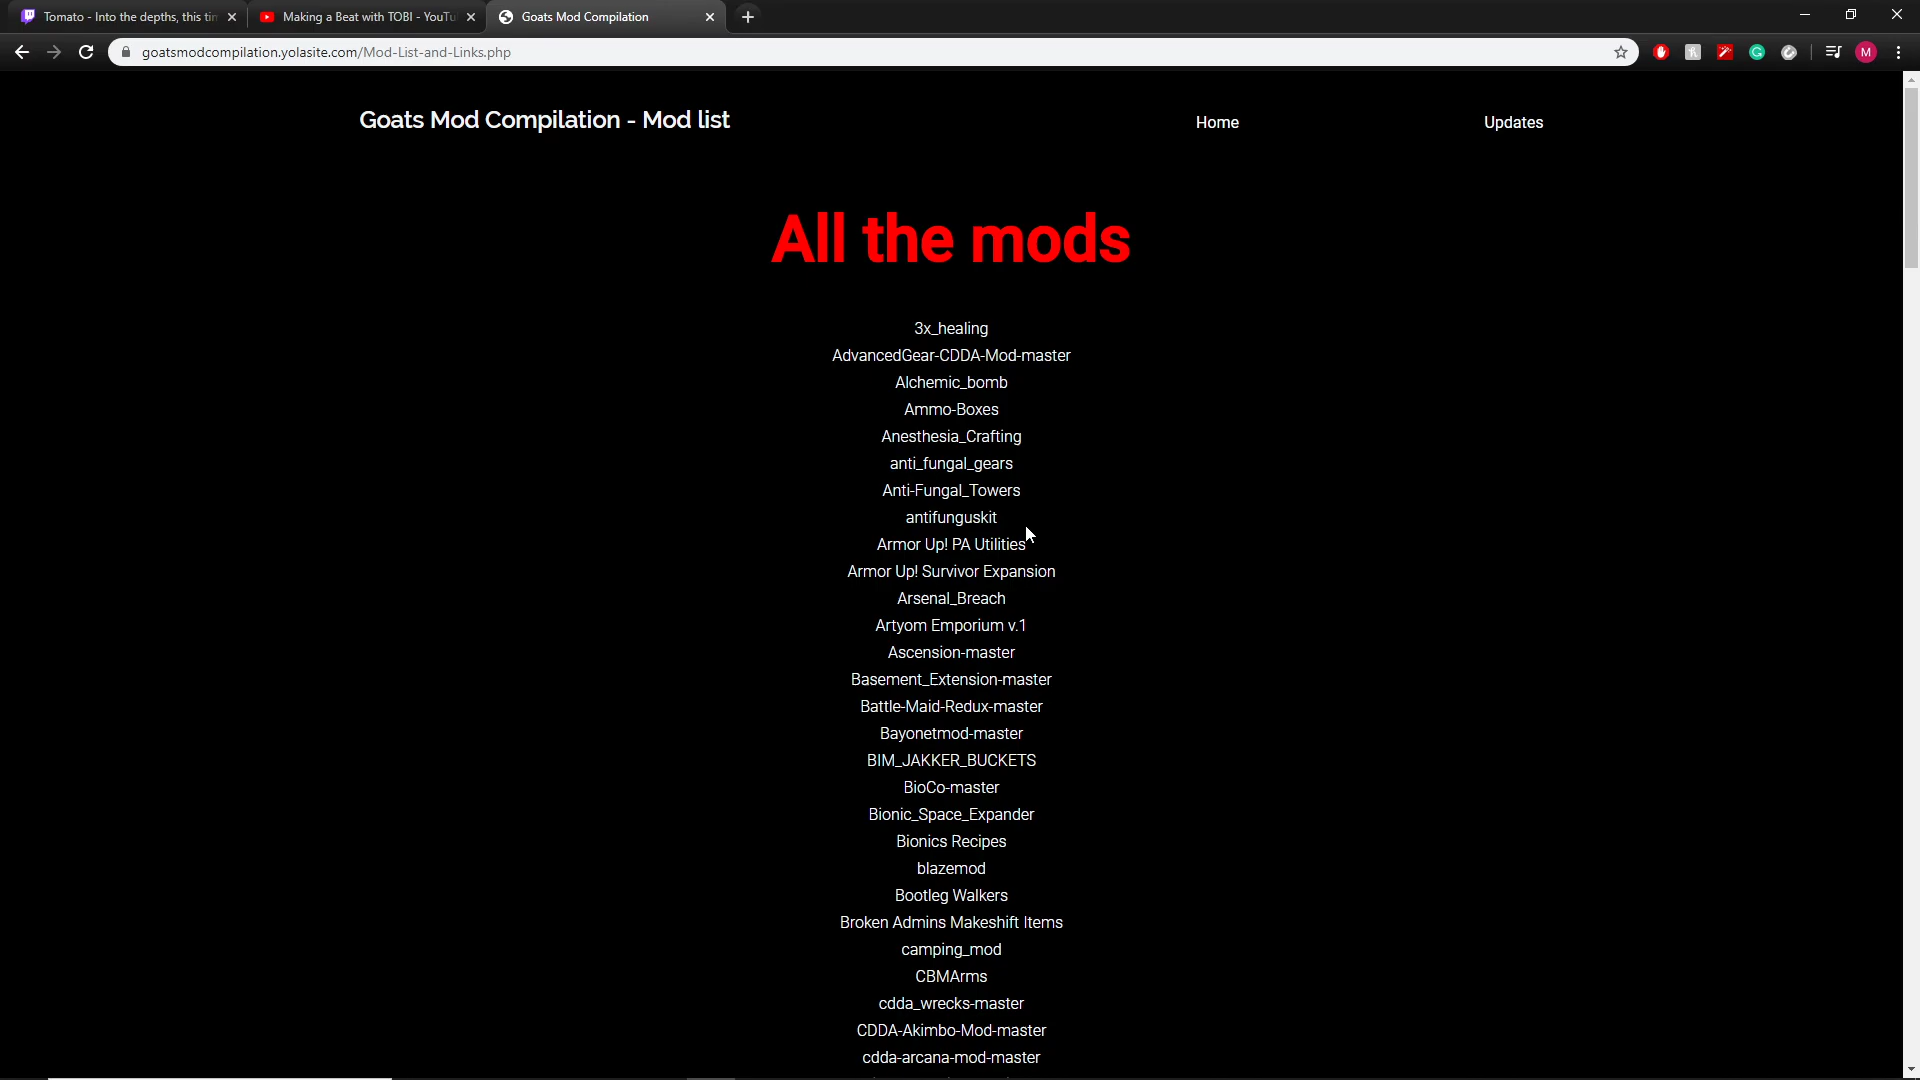 Tomato - Into the depths, this tim
Making a Beat with TOBI - YouTu
Goats Mod Compilation
goatsmodcompilation.yolasite.com/Mod-List-and-Links.php
M
Goats Mod Compilation - Mod list
Home
Updates
All the mods
3x_healing
AdvancedGear-CDDA-Mod-master
Alchemic_bomb
Ammo-Boxes
Anesthesia_Crafting
anti_fungal_gears
Anti-Fungal_Towers
antifunguskit
Armor Up! PA Utilities
Armor Up! Survivor Expansion
Arsenal_Breach
Artyom Emporium v.1
Ascension-master
Basement_Extension-master
Battle-Maid-Redux-master
Bayonetmod-master
BIM_JAKKER_BUCKETS
BioCo-master
Bionic_Space_Expander
Bionics Recipes
blazemod
Bootleg Walkers
Broken Admins Makeshift Items
camping_mod
CBMArms
cdda_wrecks-master
CDDA-Akimbo-Mod-master
cdda-arcana-mod-master